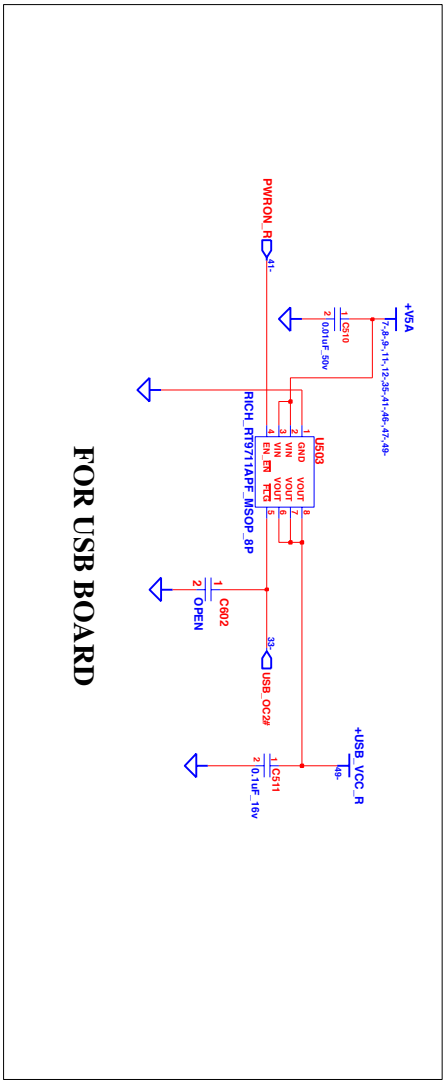 +V5A
7-,8-,9-,11-,12-,35-,41-,46-,47-,49-
1 C510
2 0.01uF_50v
PWRON_R
41-
U503
1 GND VOUT 8
2 VIN VOUT 7
3 VIN VOUT 6
4 EN_EN FLG 5
RICH_RT9711APF_MSOP_8P
+USB_VCC_R
49-
1 C511
2 0.1uF_16v
33-
USB_OC2#
1 C602
2 OPEN
FOR USB BOARD